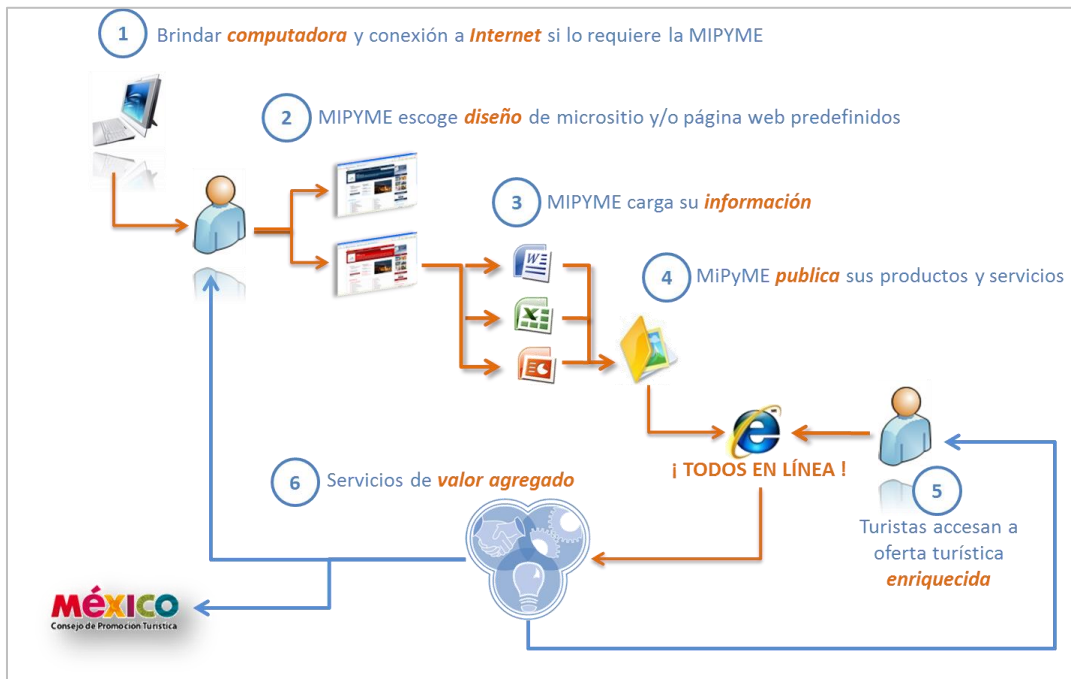 1 Brindar computadora y conexión a Internet si lo requiere la MIPYME
2 MIPYME escoge diseño de micrositio y/o página web predefinidos
3 MIPYME carga su información
4 MiPyME publica sus productos y servicios
¡ TODOS EN LÍNEA !
5
Turistas accesan a
oferta turística
enriquecida
6 Servicios de valor agregado
méxico
Consejo de Promoción Turística